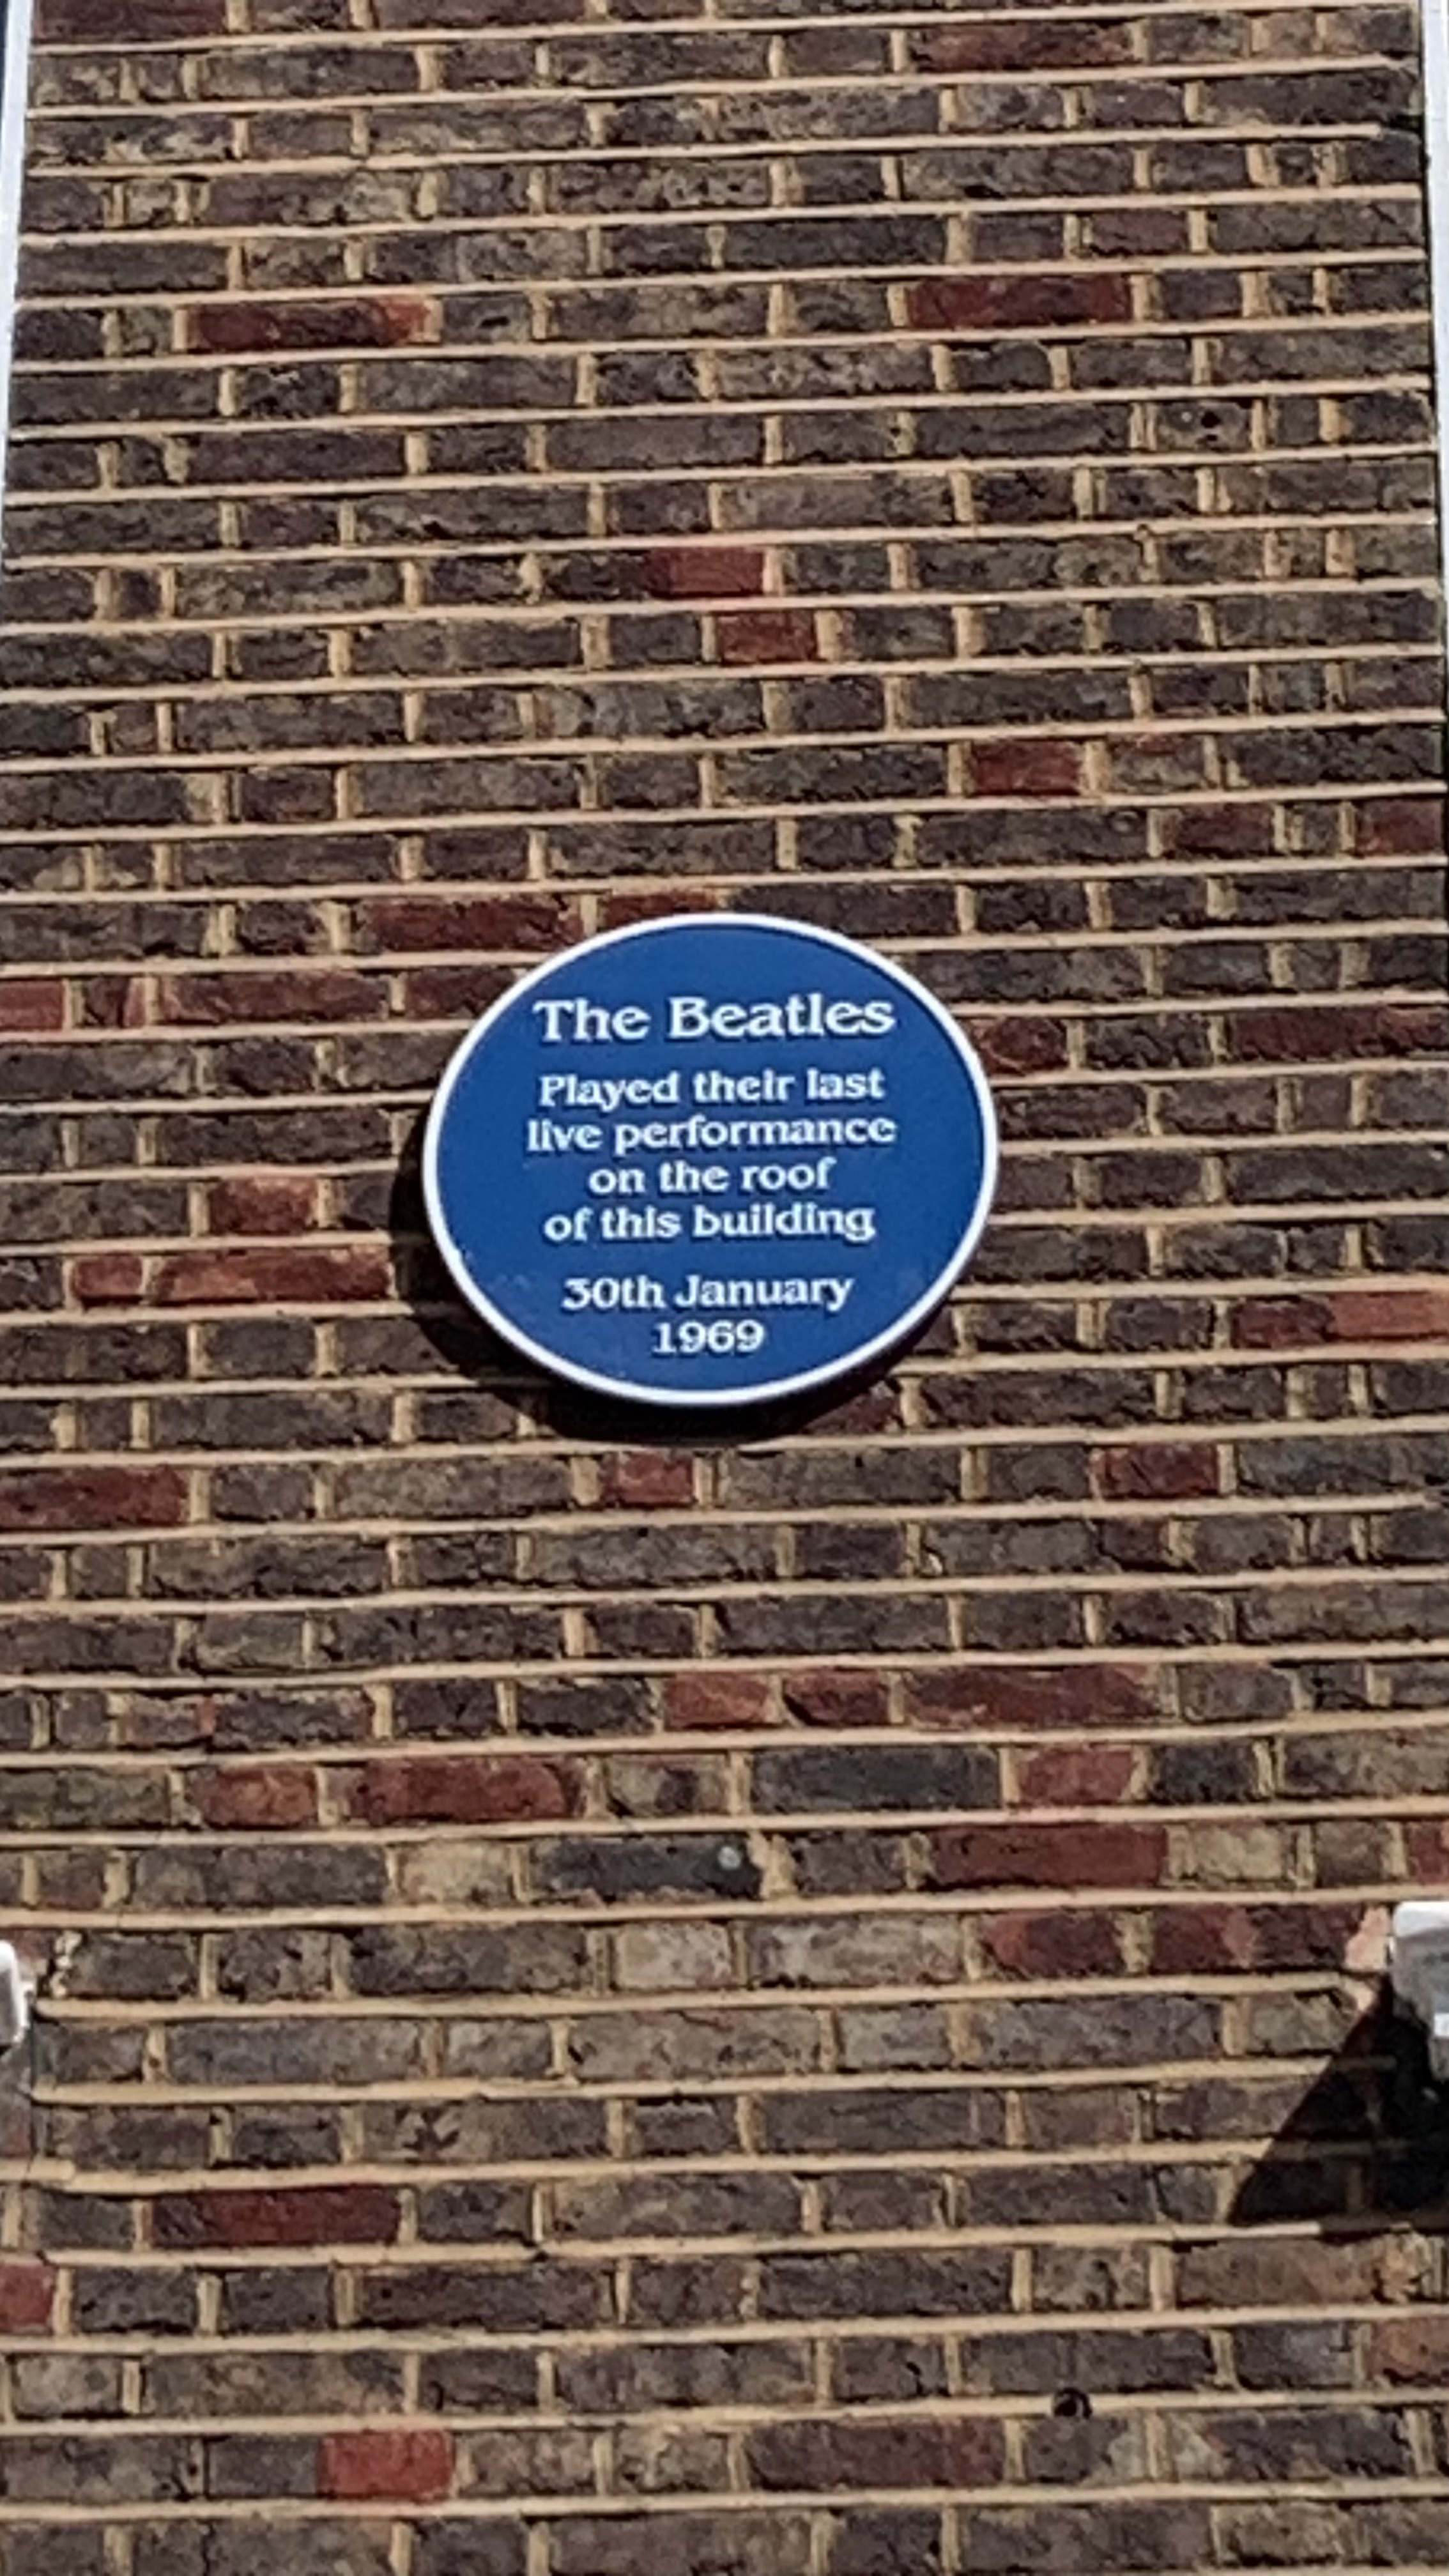 The Beatles
Played their last
live performance
on the roof
of this building
30th January
1969